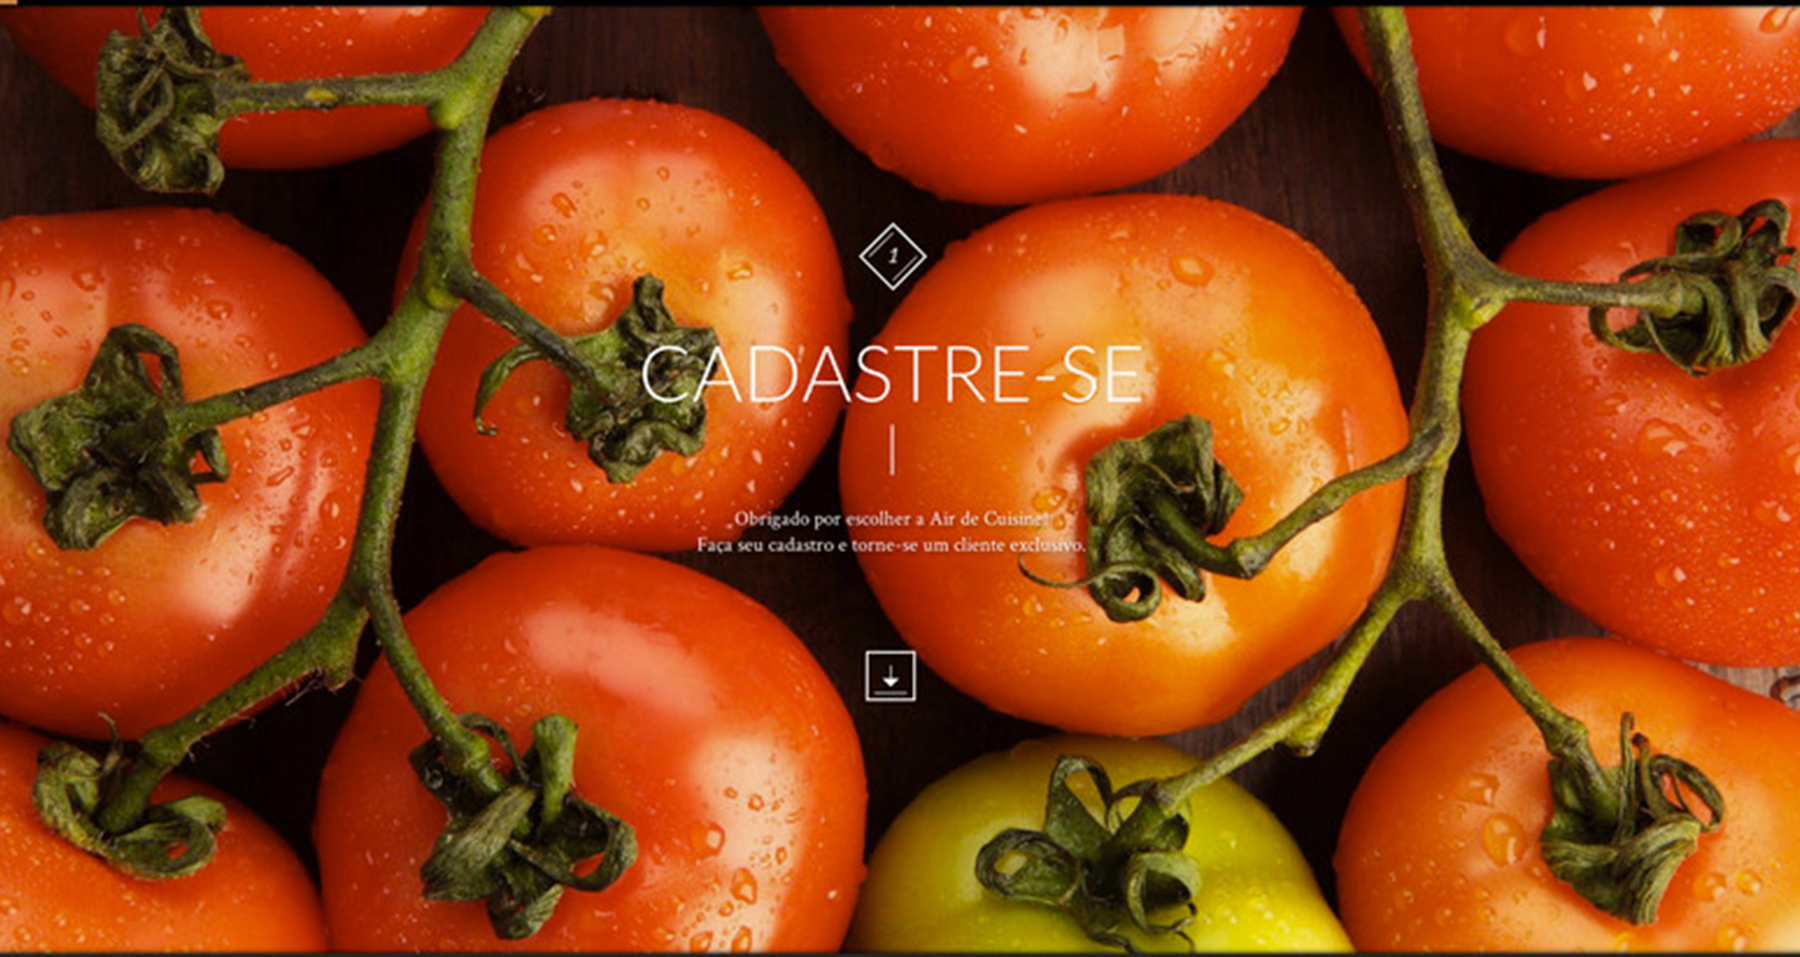 1
CADASTRE-SE
Obrigado por escolher a Air de Cuisine!
Faça seu cadastro e torne-se um cliente exclusivo.